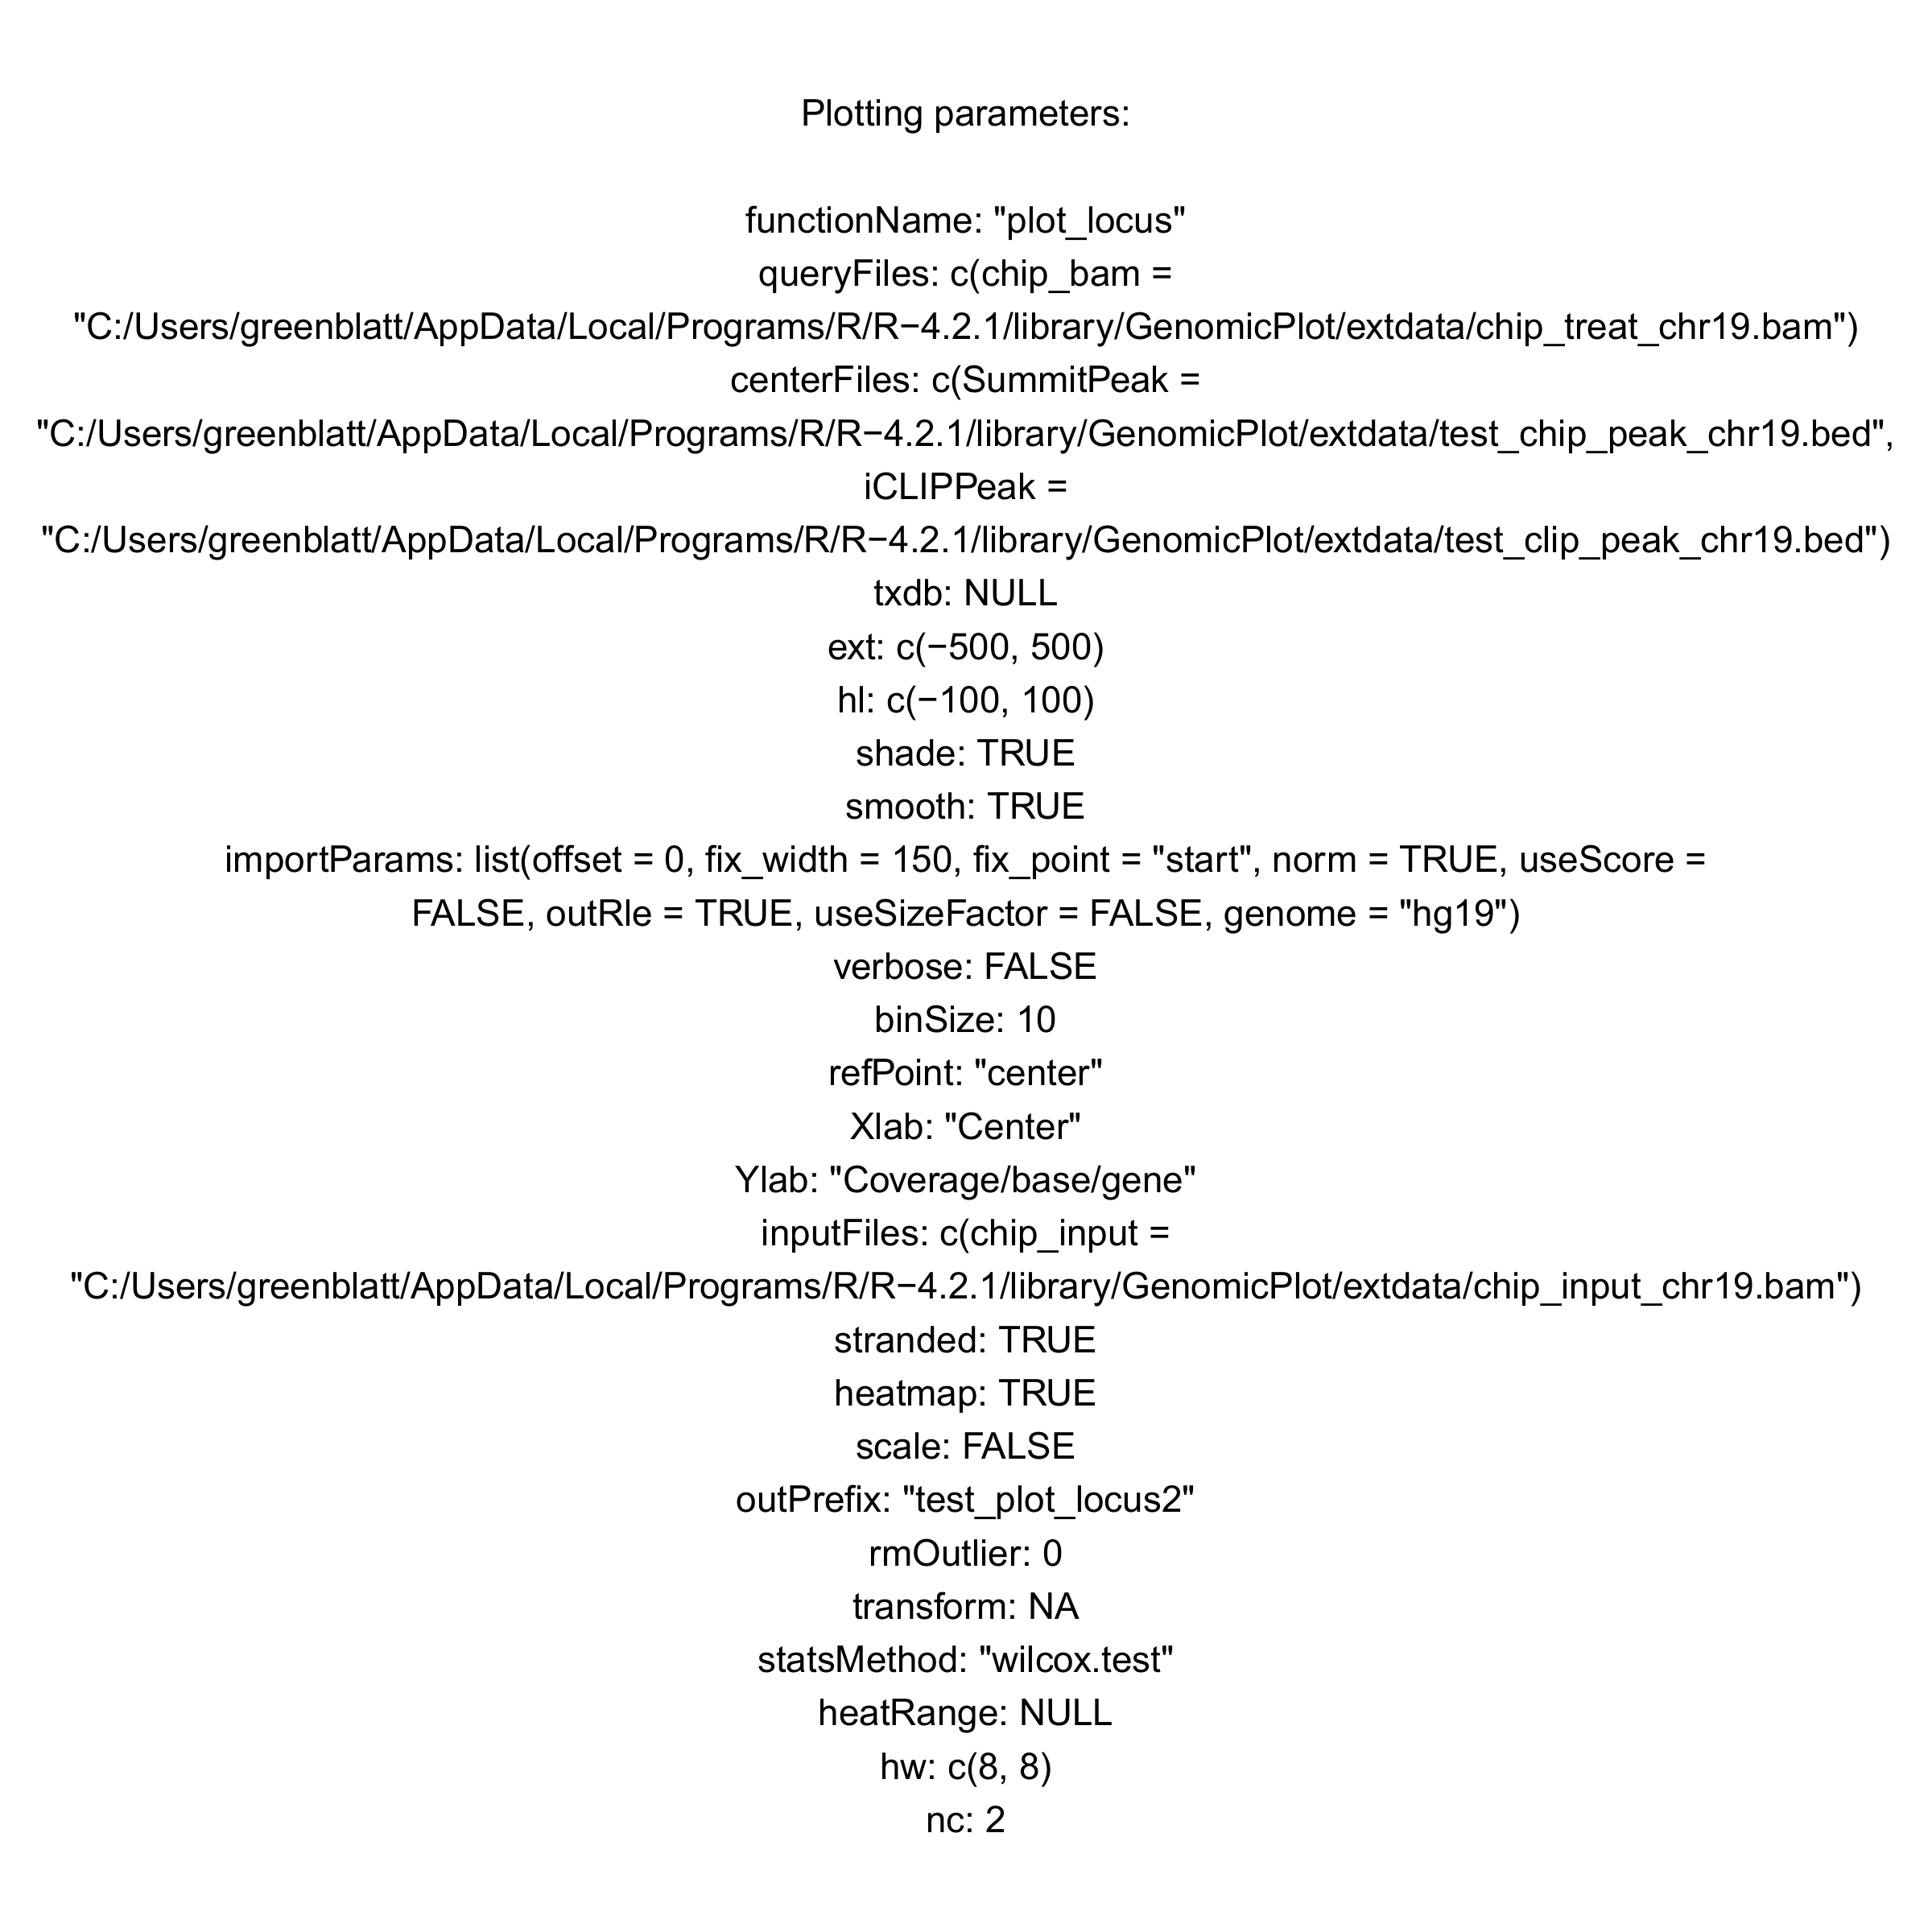 Plotting parameters:
functionName: "plot_locus"
queryFiles: c(chip_bam =
"C:/Users/greenblatt/AppData/Local/Programs/R/R−4.2.1/library/GenomicPlot/extdata/chip_treat_chr19.bam")
centerFiles: c(SummitPeak =
"C:/Users/greenblatt/AppData/Local/Programs/R/R−4.2.1/library/GenomicPlot/extdata/test_chip_peak_chr19.bed",
iCLIPPeak =
"C:/Users/greenblatt/AppData/Local/Programs/R/R−4.2.1/library/GenomicPlot/extdata/test_clip_peak_chr19.bed")
txdb: NULL
ext: c(−500, 500)
hl: c(−100, 100)
shade: TRUE
smooth: TRUE
importParams: list(offset = 0, fix_width = 150, fix_point = "start", norm = TRUE, useScore =
FALSE, outRle = TRUE, useSizeFactor = FALSE, genome = "hg19")
verbose: FALSE
binSize: 10
refPoint: "center"
Xlab: "Center"
Ylab: "Coverage/base/gene"
inputFiles: c(chip_input =
"C:/Users/greenblatt/AppData/Local/Programs/R/R−4.2.1/library/GenomicPlot/extdata/chip_input_chr19.bam")
stranded: TRUE
heatmap: TRUE
scale: FALSE
outPrefix: "test_plot_locus2"
rmOutlier: 0
transform: NA
statsMethod: "wilcox.test"
heatRange: NULL
hw: c(8, 8)
nc: 2